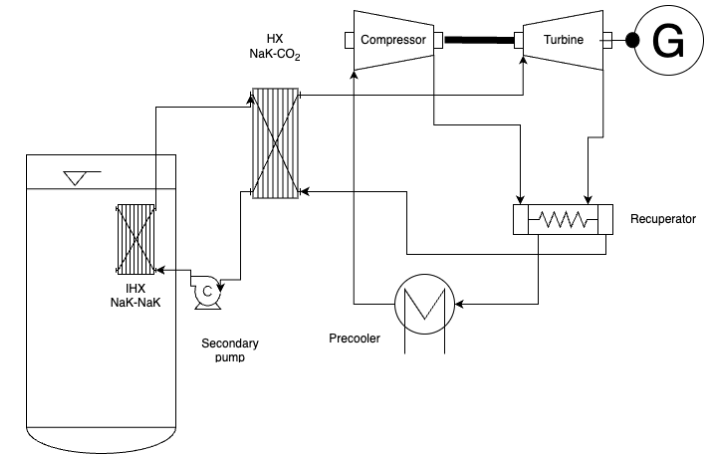 HX
NaK-CO₂
Compressor
Turbine
G
Recuperator
IHX
NaK-NaK
C
Secondary
pump
Precooler